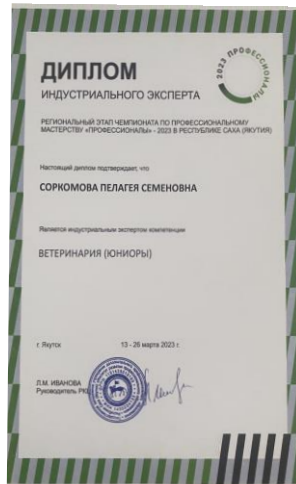 2023 ПРОФЕССИОНАЛЫ
ДИПЛОМ
ИНДУСТРИАЛЬНОГО ЭКСПЕРТА
РЕГИОНАЛЬНЫЙ ЭТАП ЧЕМПИОНАТА ПО ПРОФЕССИОНАЛЬНОМУ
МАСТЕРСТВУ «ПРОФЕССИОНАЛЫ» - 2023 В РЕСПУБЛИКЕ САХА (ЯКУТИЯ)
Настоящий диплом подтверждает, что
СОРКОМОВА ПЕЛАГЕЯ СЕМЕНОВНА
Является индустриальным экспертом компетенции
ВЕТЕРИНАРИЯ (ЮНИОРЫ)
г. Якутск 13 - 26 марта 2023 г.
Л.М. ИВАНОВА
Руководитель